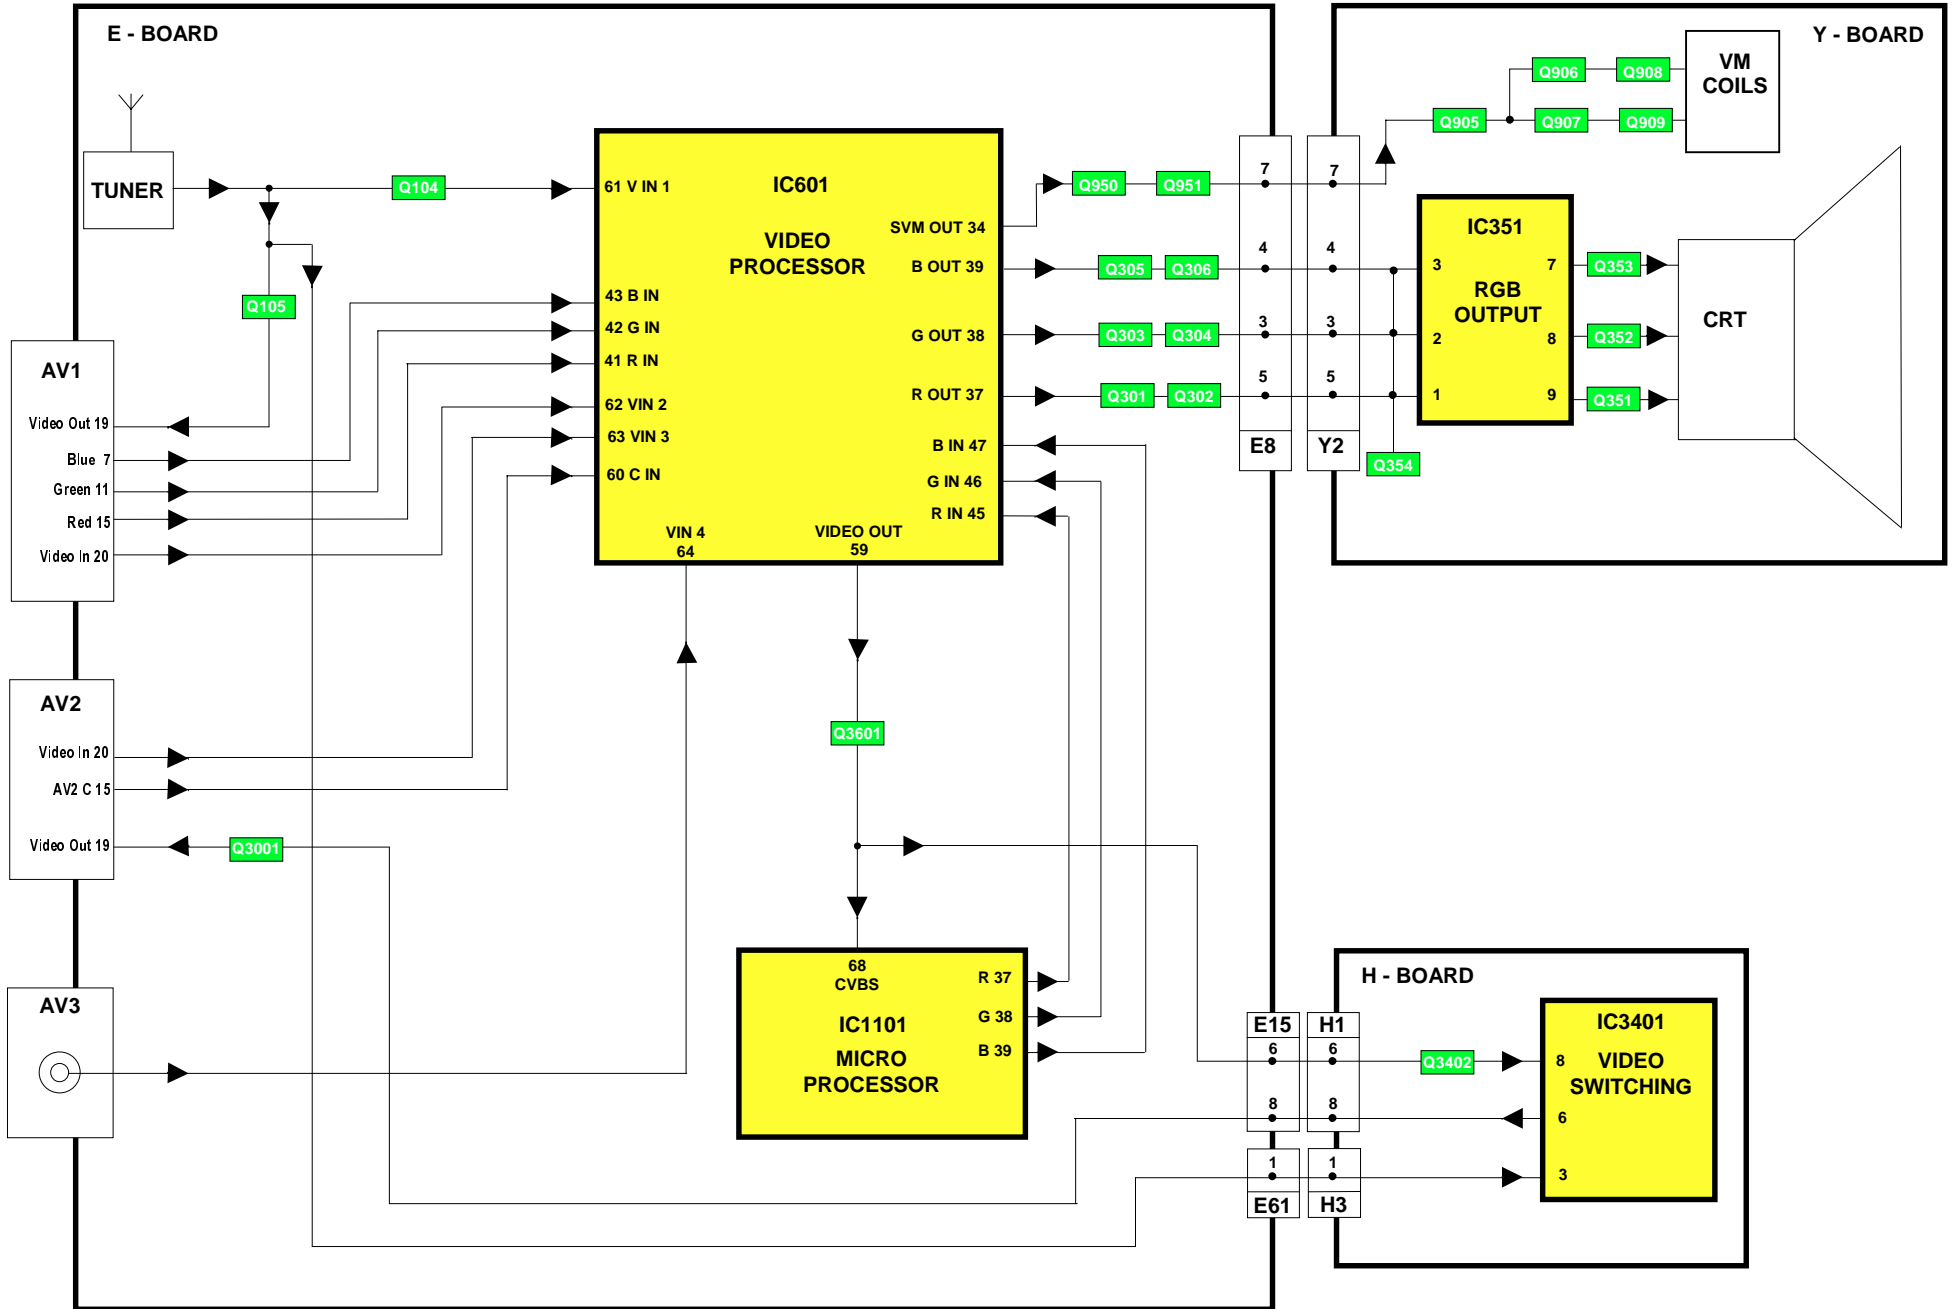 E - BOARD
Y - BOARD
VM
COILS
Q906
Q908
Q905
Q907
Q909
TUNER
Q104
Q105
61 V IN 1
IC601
VIDEO
PROCESSOR
SVM OUT 34
B OUT 39
G OUT 38
R OUT 37
B IN 47
G IN 46
R IN 45
43 B IN
42 G IN
41 R IN
62 VIN 2
63 VIN 3
60 C IN
VIN 4
64
VIDEO OUT
59
Q950
Q951
Q305
Q306
Q303
Q304
Q301
Q302
7
4
3
5
E8
7
4
3
5
Y2
IC351
RGB
OUTPUT
3
2
1
7
8
9
Q353
Q352
Q351
Q354
CRT
AV1
Video Out 19
Blue 7
Green 11
Red 15
Video In 20
AV2
Video In 20
AV2 C 15
Video Out 19
Q3001
Q3601
AV3
68
CVBS
IC1101
MICRO
PROCESSOR
R 37
G 38
B 39
H - BOARD
E15
6
8
1
E61
H1
6
8
1
H3
Q3402
IC3401
VIDEO
SWITCHING
8
6
3